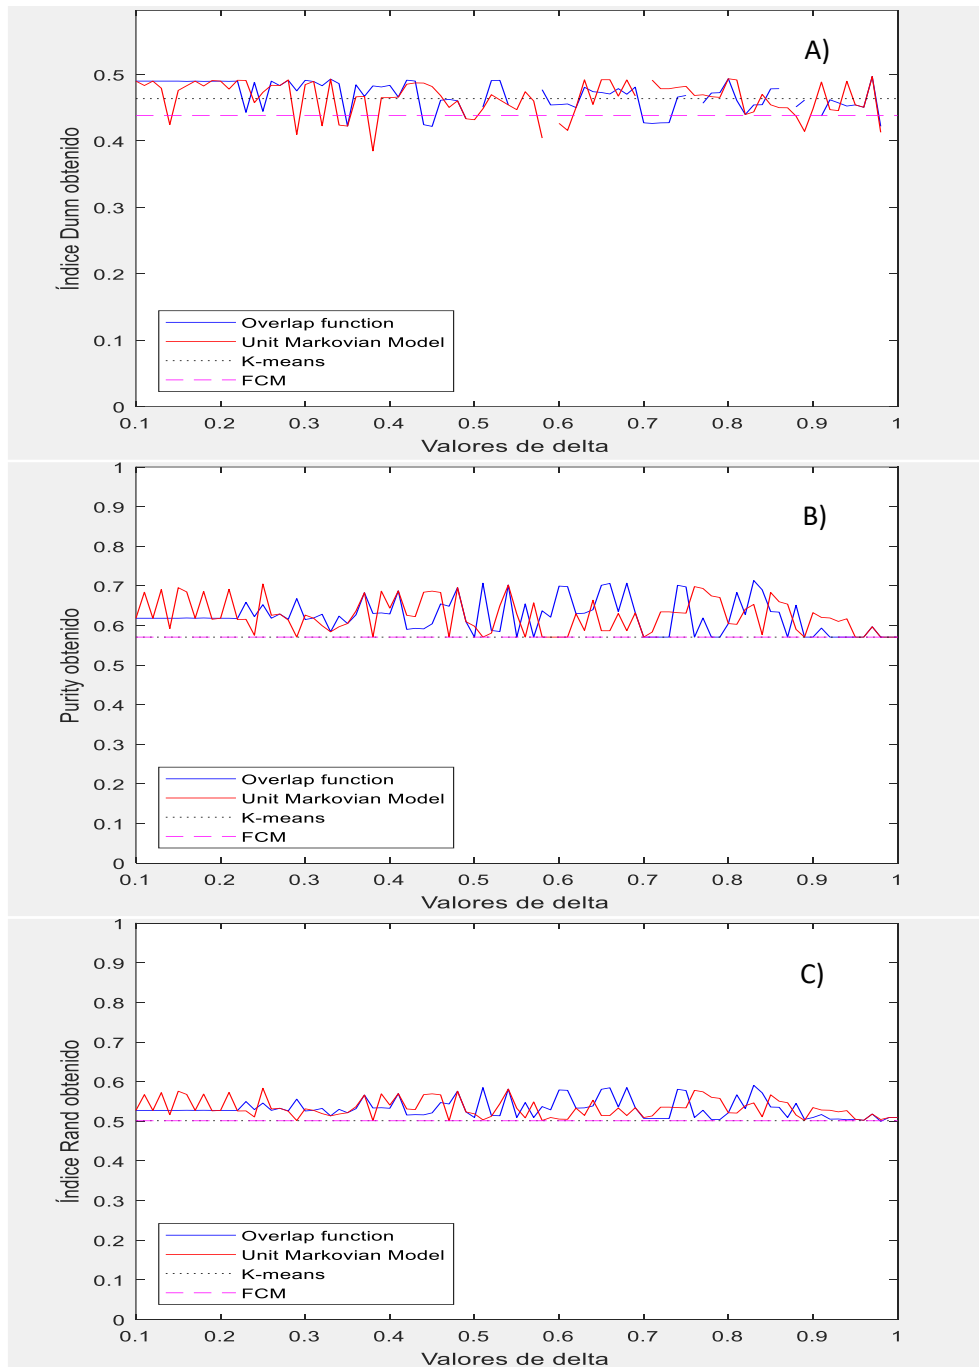 A)
Índice Dunn obtenido
0.5
0.4
0.3
0.2
0.1
0
Overlap function
Unit Markovian Model
K-means
FCM
0.1 0.2 0.3 0.4 0.5 0.6 0.7 0.8 0.9 1
Valores de delta
B)
Purity obtenido
1
0.9
0.8
0.7
0.6
0.5
0.4
0.3
0.2
0.1
0
Overlap function
Unit Markovian Model
K-means
FCM
0.1 0.2 0.3 0.4 0.5 0.6 0.7 0.8 0.9 1
Valores de delta
C)
Índice Rand obtenido
1
0.9
0.8
0.7
0.6
0.5
0.4
0.3
0.2
0.1
0
Overlap function
Unit Markovian Model
K-means
FCM
0.1 0.2 0.3 0.4 0.5 0.6 0.7 0.8 0.9 1
Valores de delta